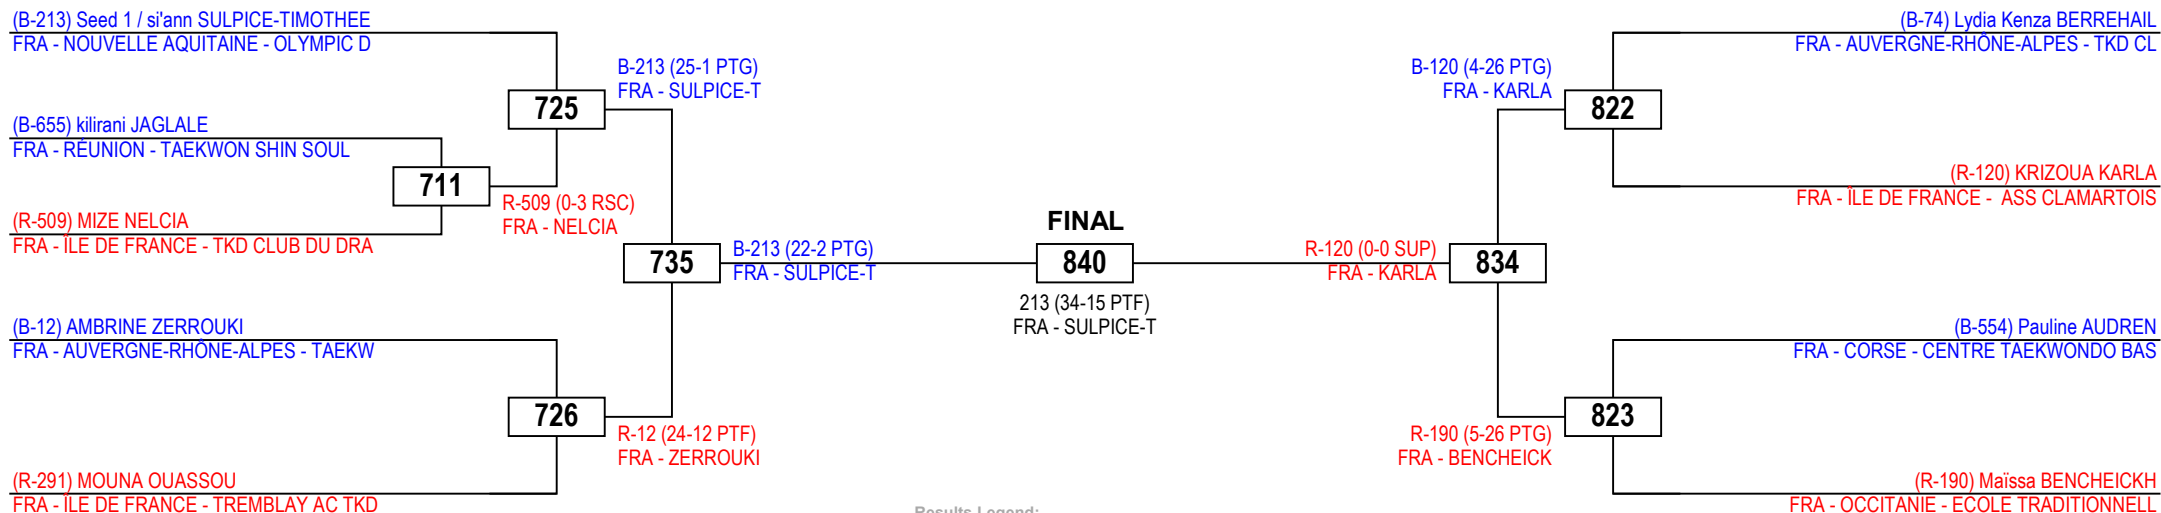 (B-213) Seed 1 / si'ann SULPICE-TIMOTHEE
FRA - NOUVELLE AQUITAINE - OLYMPIC D
725
B-213 (25-1 PTG)
FRA - SULPICE-T
(B-655) kilirani JAGLALE
FRA - RÉUNION - TAEKWON SHIN SOUL
711
R-509 (0-3 RSC)
FRA - NELCIA
(R-509) MIZE NELCIA
FRA - ÎLE DE FRANCE - TKD CLUB DU DRA
735
B-213 (22-2 PTG)
FRA - SULPICE-T
(B-12) AMBRINE ZERROUKI
FRA - AUVERGNE-RHÔNE-ALPES - TAEKW
726
R-12 (24-12 PTF)
FRA - ZERROUKI
(R-291) MOUNA OUASSOU
FRA - ÎLE DE FRANCE - TREMBLAY AC TKD
FINAL
840
213 (34-15 PTF)
FRA - SULPICE-T
(B-74) Lydia Kenza BERREHAIL
FRA - AUVERGNE-RHÔNE-ALPES - TKD CL
B-120 (4-26 PTG)
FRA - KARLA
822
(R-120) KRIZOUA KARLA
FRA - ÎLE DE FRANCE - ASS CLAMARTOIS
R-120 (0-0 SUP)
FRA - KARLA
834
(B-554) Pauline AUDREN
FRA - CORSE - CENTRE TAEKWONDO BAS
R-190 (5-26 PTG)
FRA - BENCHEICK
823
(R-190) Maïssa BENCHEICKH
FRA - OCCITANIE - ECOLE TRADITIONNELL
Results Legend: